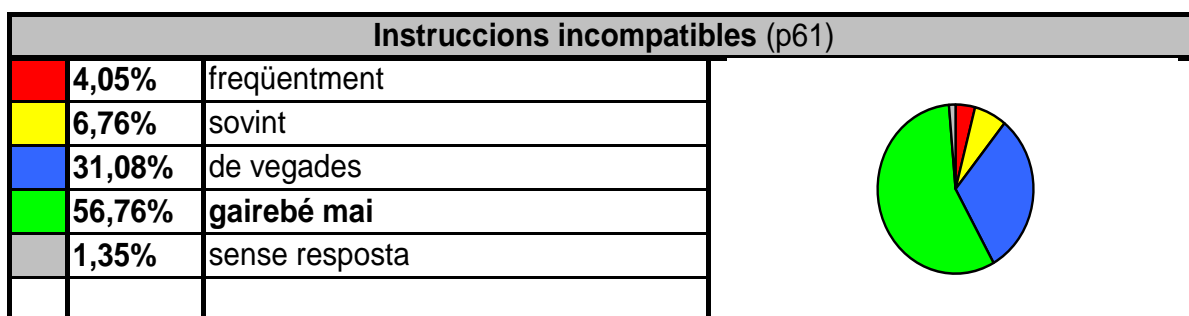 Instruccions incompatibles (p61)
4,05% freqüentment
6,76% sovint
31,08% de vegades
56,76% gairebé mai
1,35% sense resposta